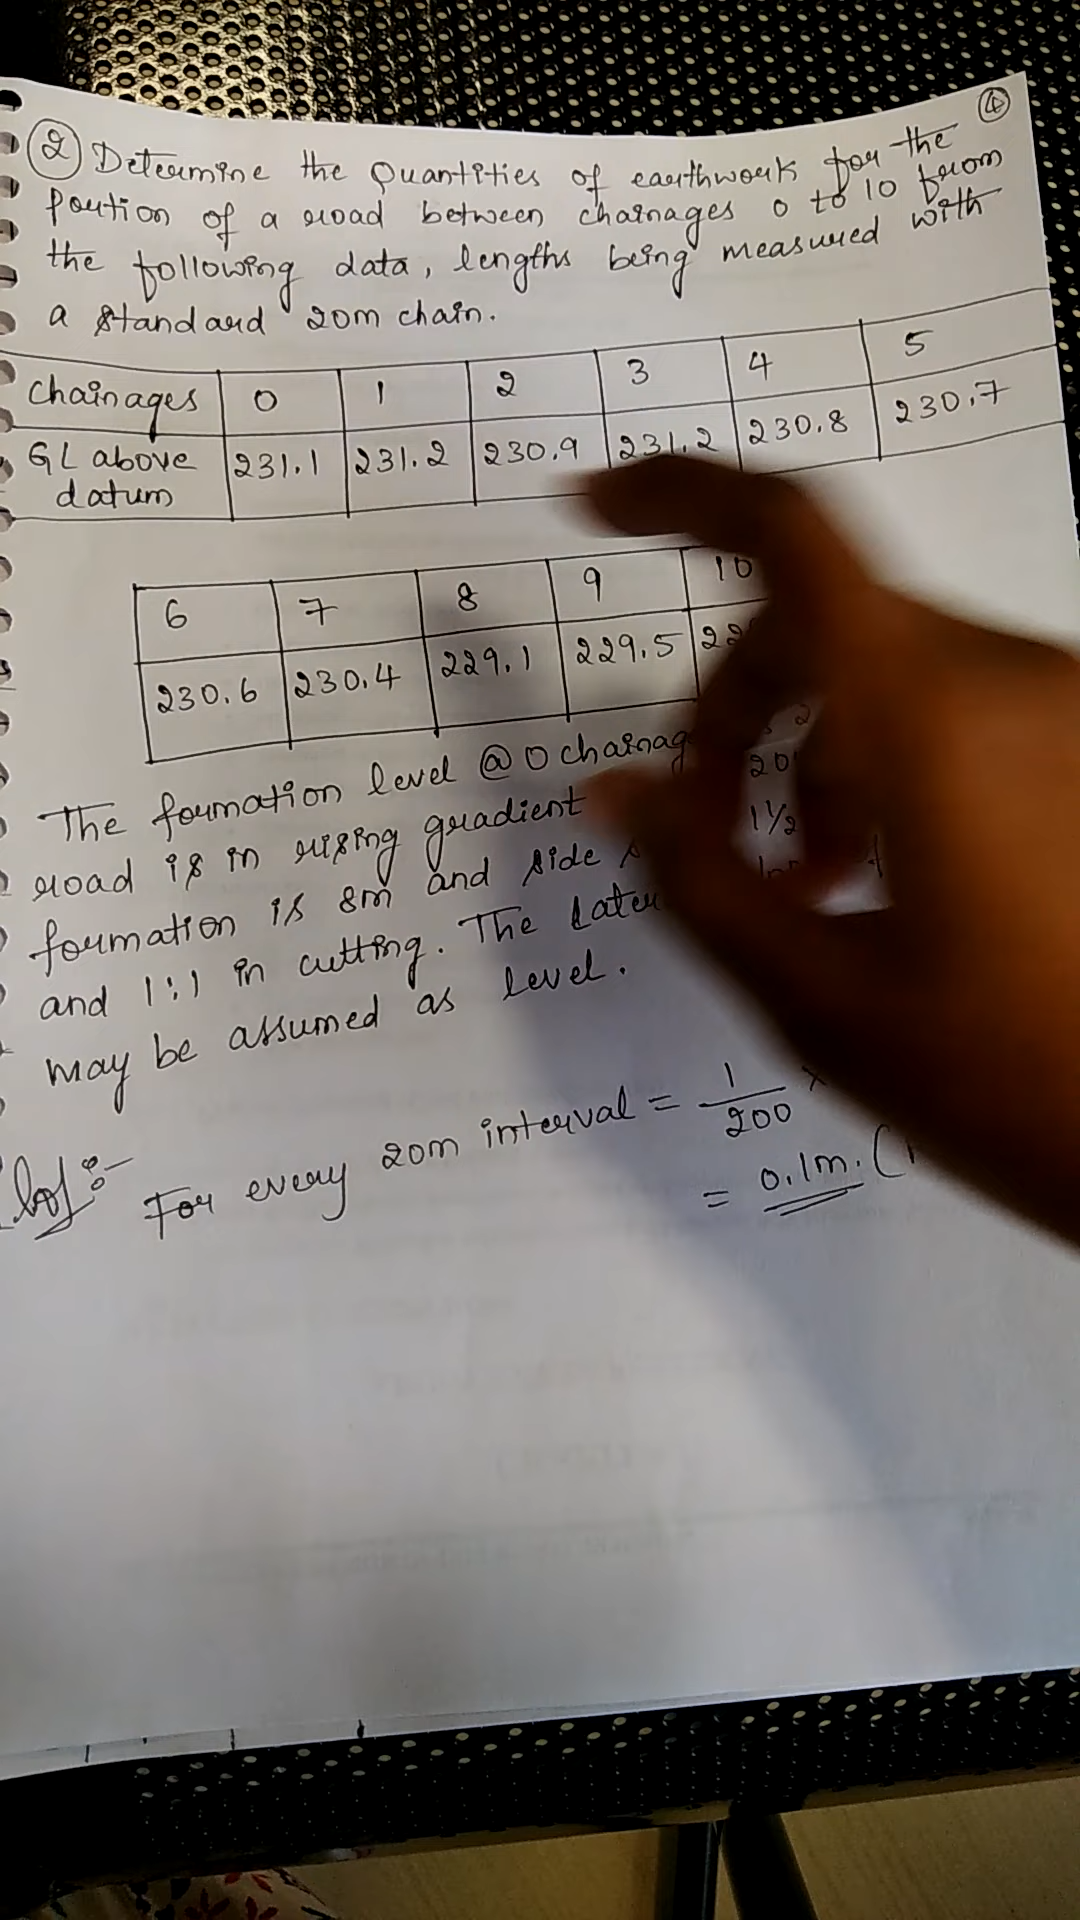 4
2 Determine the Quantities of earthwork for the
Portion of a road between chainages 0 to 10 from
the following data, lengths being measured with
a standard 20m chain.
Chainages 0 1 2 3 4 5
GL above datum 231.1 231.2 230.9 231.2 230.8 230.7
6 7 8 9 10
230.6 230.4 229.1 229.5
The formation level @ 0 chainag
road is in rising gradient
formation is 8m and side 1½
and 1:1 in cutting. The Later
may be assumed as level.
Sol:-
For every 20m interval = 1/200 ×
= 0.1m. (